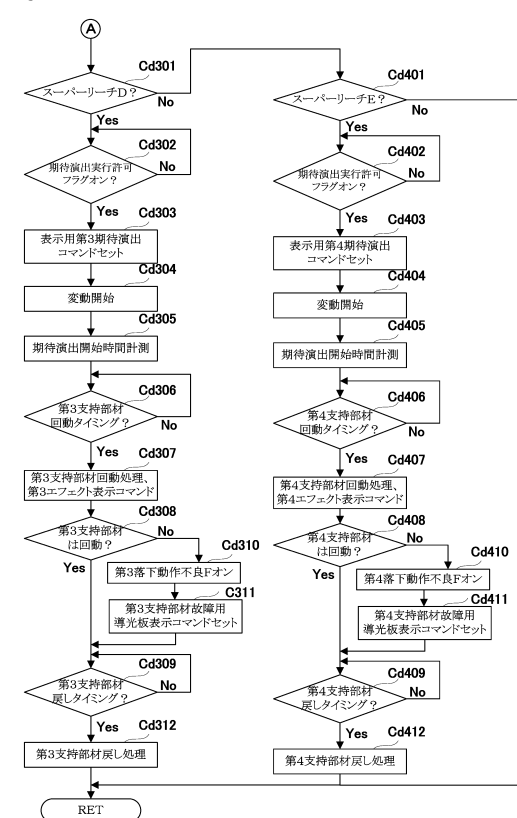 A
Cd301
スーパーリーチD?
No
Yes
Cd302
期待演出実行許可
フラグオン?
No
Yes
Cd303
表示用第3期待演出
コマンドセット
Cd304
変動開始
Cd305
期待演出開始時間計測
Cd306
第3支持部材
回動タイミング?
No
Yes
Cd307
第3支持部材回動処理、
第3エフェクト表示コマンド
Cd308
第3支持部材
は回動?
No
Yes
Cd310
第3落下動作不良Fオン
C311
第3支持部材故障用
導光板表示コマンドセット
Cd309
第3支持部材
戻しタイミング?
No
Yes
Cd312
第3支持部材戻し処理
RET
Cd401
スーパーリーチE?
No
Yes
Cd402
期待演出実行許可
フラグオン?
No
Yes
Cd403
表示用第4期待演出
コマンドセット
Cd404
変動開始
Cd405
期待演出開始時間計測
Cd406
第4支持部材
回動タイミング?
No
Yes
Cd407
第4支持部材回動処理、
第4エフェクト表示コマンド
Cd408
第4支持部材
は回動?
No
Yes
Cd410
第4落下動作不良Fオン
Cd411
第4支持部材故障用
導光板表示コマンドセット
Cd409
第4支持部材
戻しタイミング?
No
Yes
Cd412
第4支持部材戻し処理